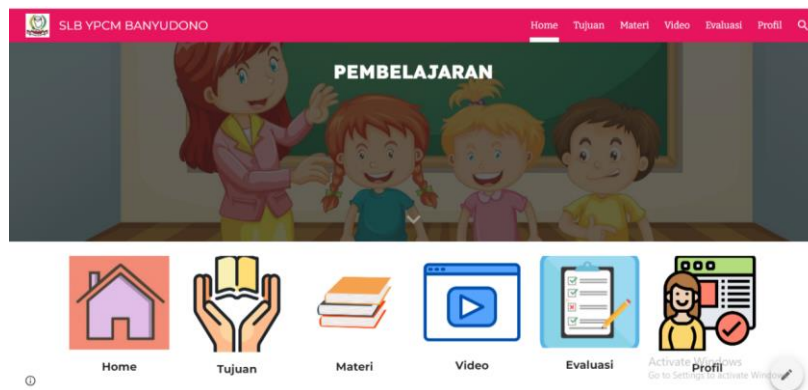 SLB YPCM BANYUDONO
Home Tujuan Materi Video Evaluasi Profil
PEMBELAJARAN
Home Tujuan Materi Video Evaluasi Profil
Activate Windows
Go to Settings to activate Windows